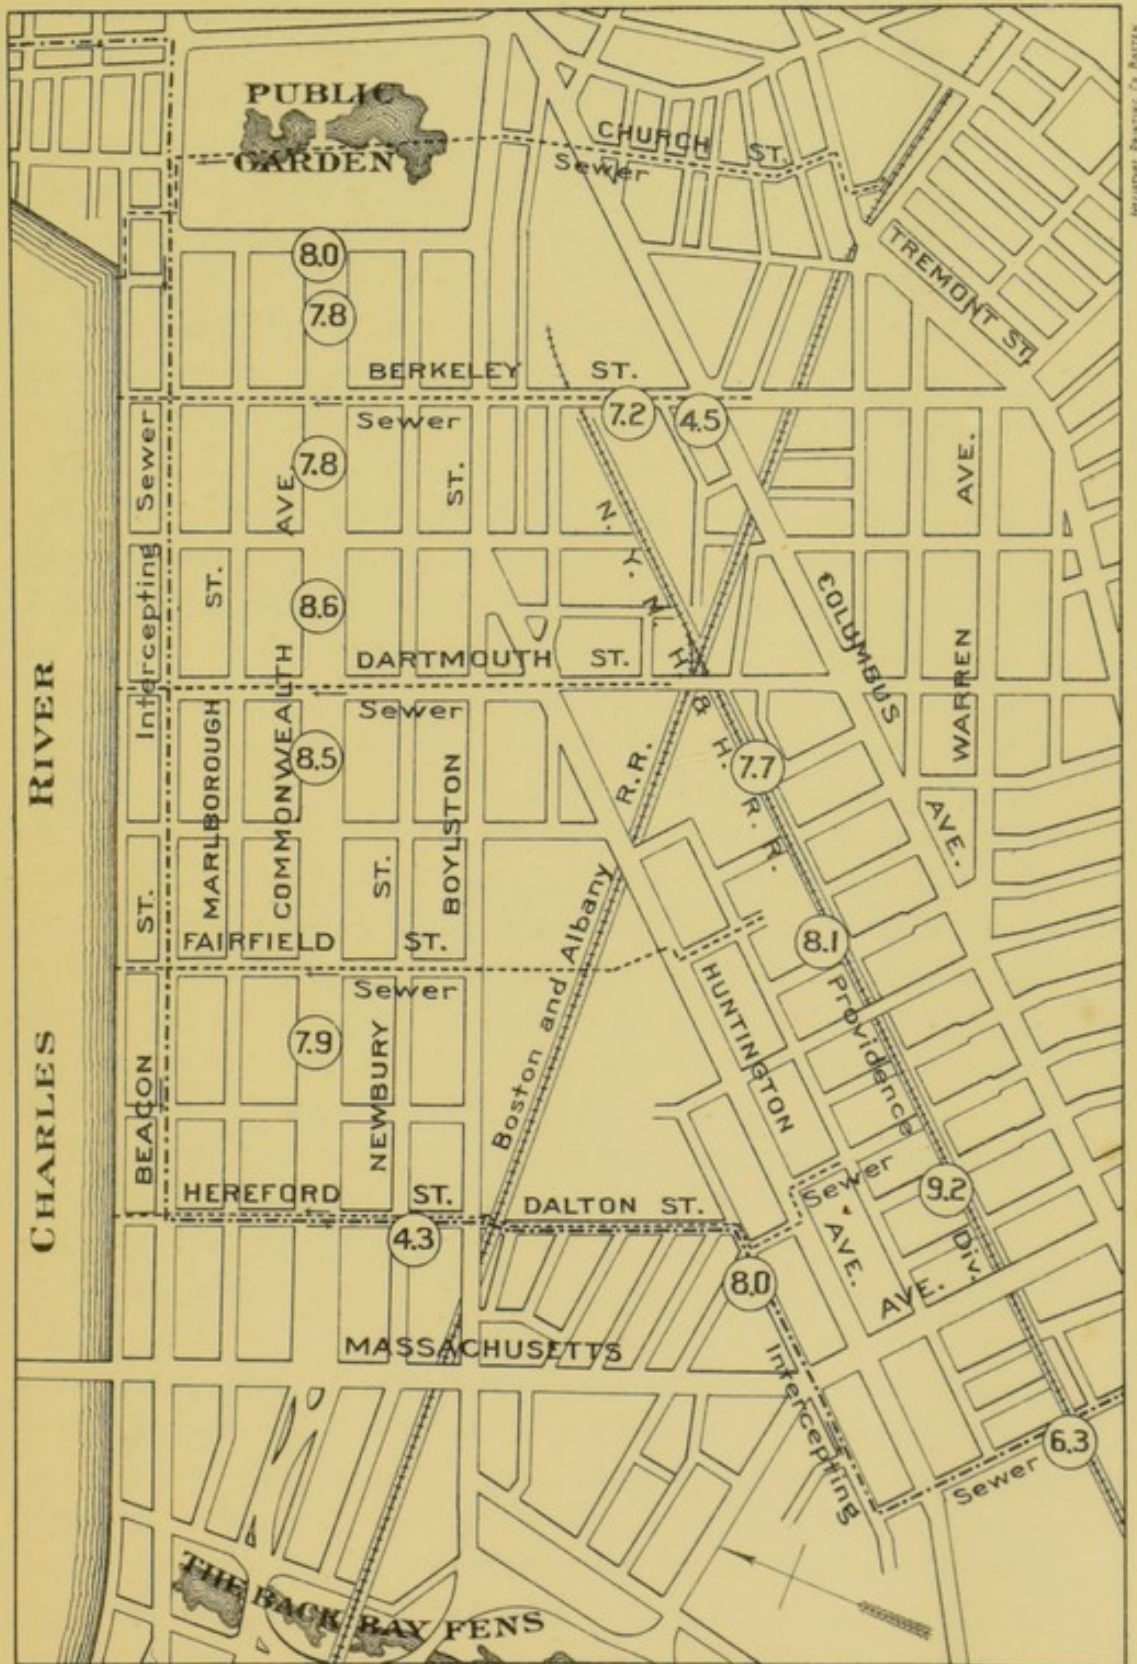 PUBLIC
GARDEN
CHURCH ST.
Sewer
TREMONT ST.
8.0
7.8
BERKELEY ST.
Sewer
7.2
4.5
7.8
8.6
DARTMOUTH ST.
Sewer
8.5
7.7
FAIRFIELD ST.
Sewer
8.1
7.9
HEREFORD ST.
DALTON ST.
4.3
8.0
9.2
6.3
MASSACHUSETTS AVE.
CHARLES RIVER
BEACON ST.
Intercepting Sewer
MARLBOROUGH ST.
COMMONWEALTH AVE.
NEWBURY ST.
BOYLSTON ST.
Boston and Albany R.R.
N. Y. N. H. & H. R. R.
Providence Div.
HUNTINGTON AVE.
Sewer
COLUMBUS AVE.
WARREN AVE.
Intercepting
Sewer
THE BACK BAY FENS